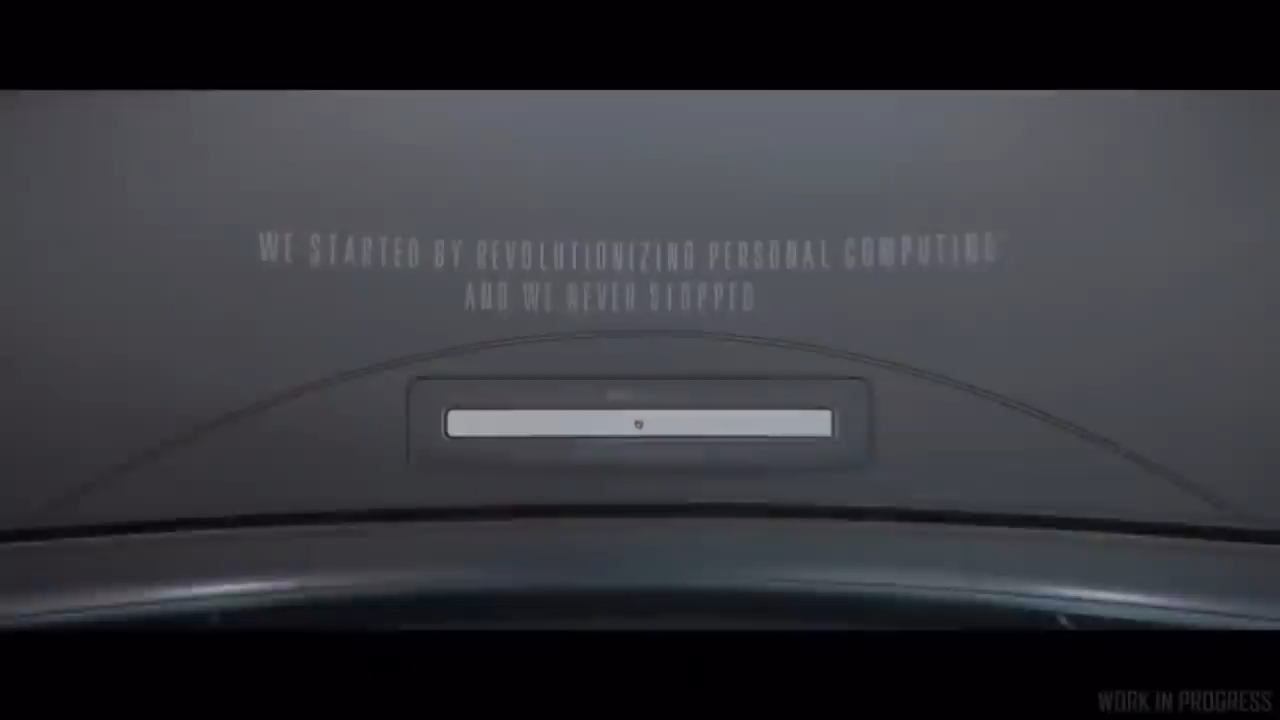 WE STARTED BY REVOLUTIONIZING PERSONAL COMPUTING
AND WE NEVER STOPPED
WORK IN PROGRESS